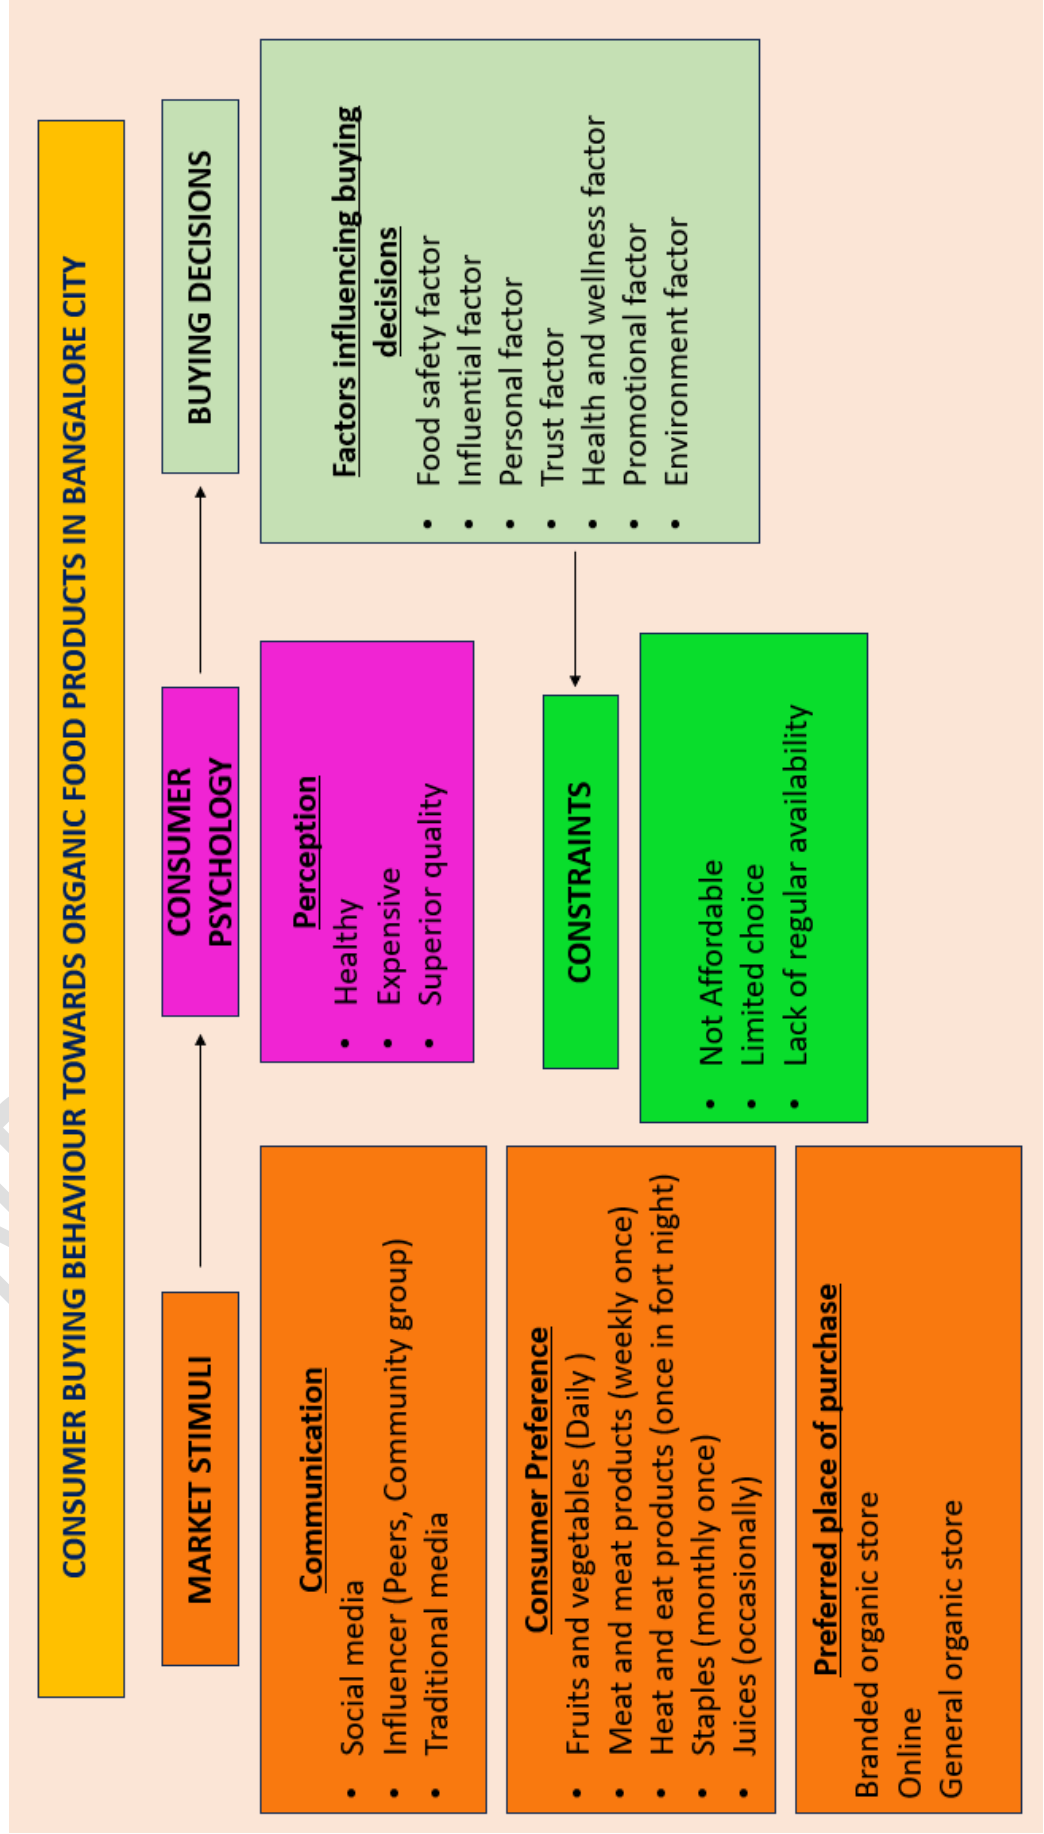 CONSUMER BUYING BEHAVIOUR TOWARDS ORGANIC FOOD PRODUCTS IN BANGALORE CITY
MARKET STIMULI
CONSUMER
PSYCHOLOGY
BUYING DECISIONS
Communication
• Social media
• Influencer (Peers, Community group)
• Traditional media
Consumer Preference
• Fruits and vegetables (Daily )
• Meat and meat products (weekly once)
• Heat and eat products (once in fort night)
• Staples (monthly once)
• Juices (occasionally)
Preferred place of purchase
Branded organic store
Online
General organic store
Perception
• Healthy
• Expensive
• Superior quality
CONSTRAINTS
• Not Affordable
• Limited choice
• Lack of regular availability
Factors influencing buying
decisions
• Food safety factor
• Influential factor
• Personal factor
• Trust factor
• Health and wellness factor
• Promotional factor
• Environment factor